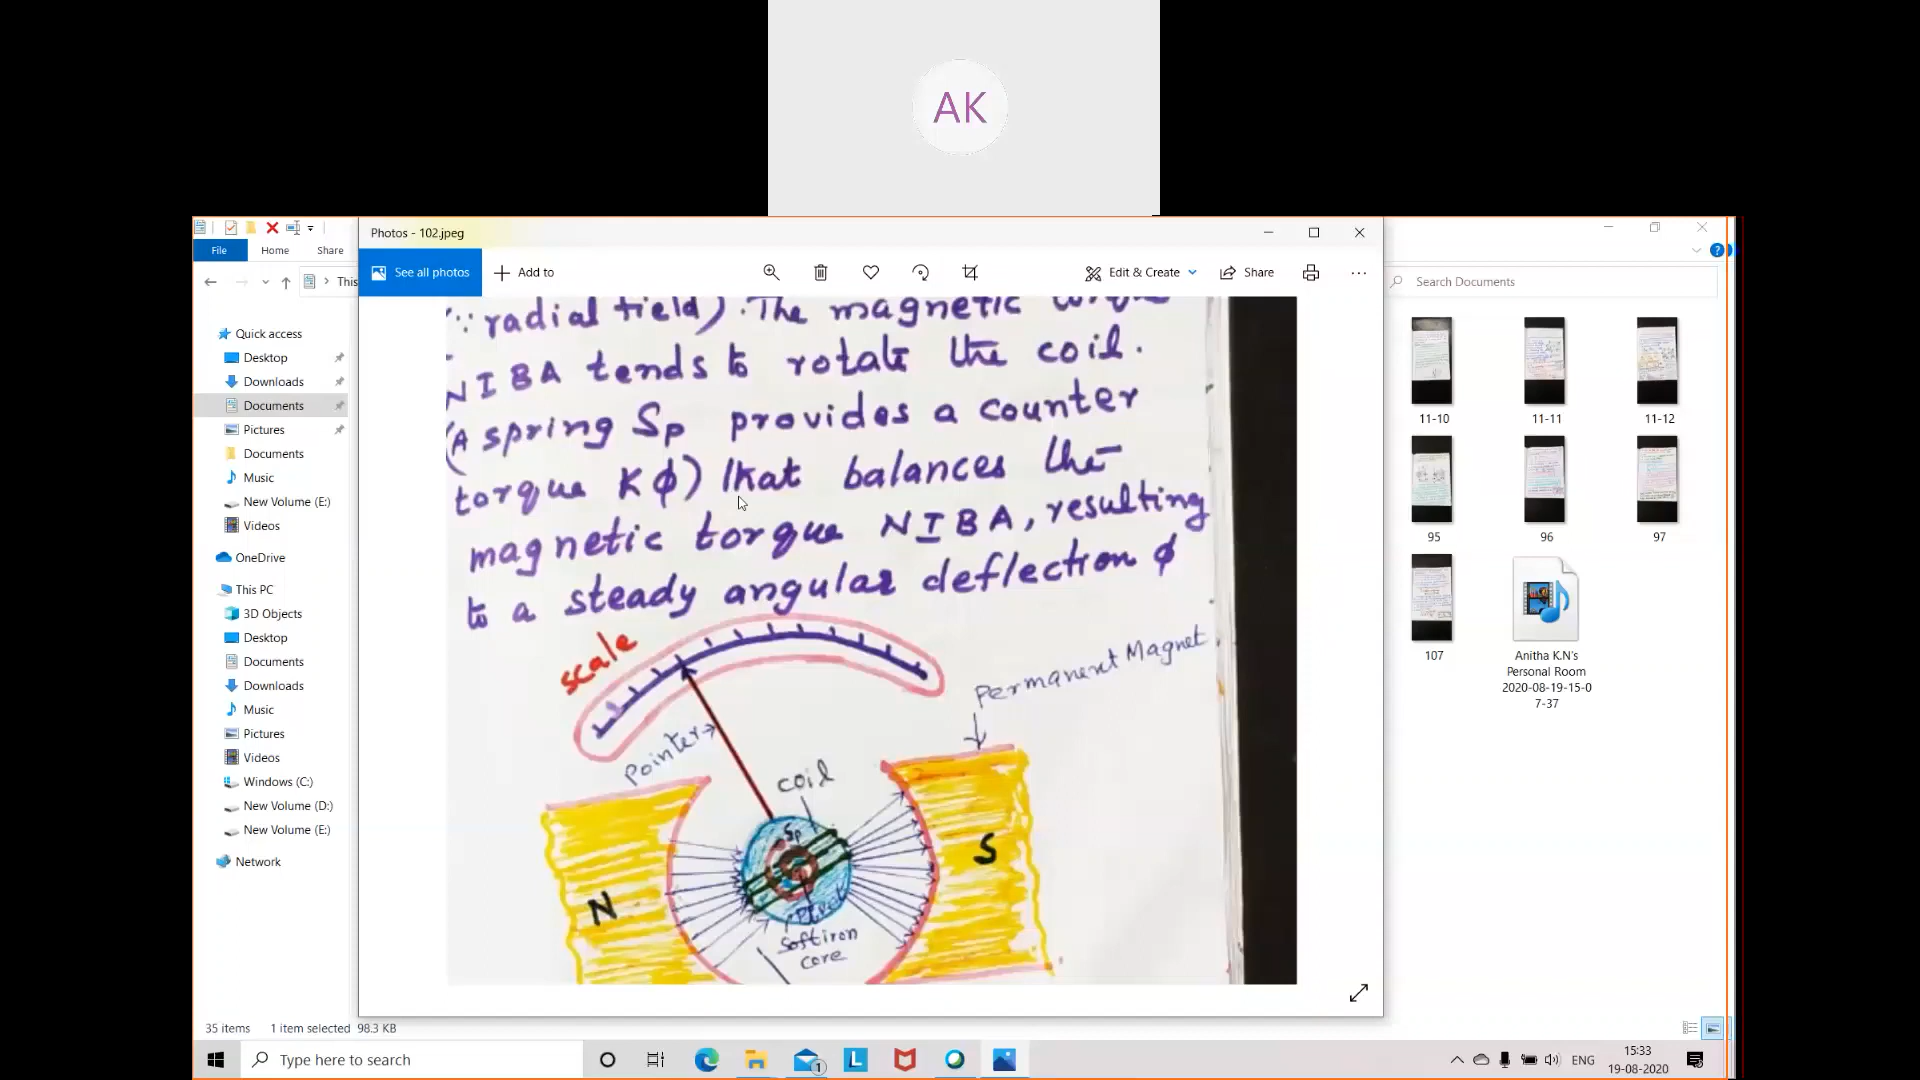 AK
Photos - 102.jpeg
File
Home
Share
See all photos
Add to
Edit & Create
Share
This
Search Documents
Quick access
Desktop
Downloads
Documents
Pictures
Documents
Music
New Volume (E:)
Videos
OneDrive
This PC
3D Objects
Desktop
Documents
Downloads
Music
Pictures
Videos
Windows (C:)
New Volume (D:)
New Volume (E:)
Network
(∵ radial field). The magnetic torque
NIBA tends to rotate the coil.
(A spring Sp provides a counter
torque Kϕ) that balances the
magnetic torque NIBA, resulting
to a steady angular deflection ϕ
scale
Permanent Magnet
Pointer
coil
Sp
S
N
Pivot
Soft iron
core
11-10
11-11
11-12
95
96
97
107
Anitha K.N's
Personal Room
2020-08-19-15-0
7-37
35 items
1 item selected 98.3 KB
Type here to search
1
L
ENG
15:33
19-08-2020